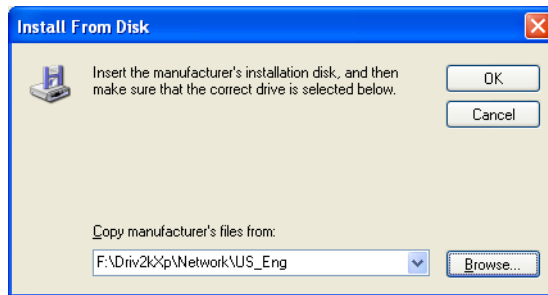 Install From Disk
Insert the manufacturer's installation disk, and then
make sure that the correct drive is selected below.
OK
Cancel
Copy manufacturer's files from:
F:\Driv2kXp\Network\US_Eng
Browse...